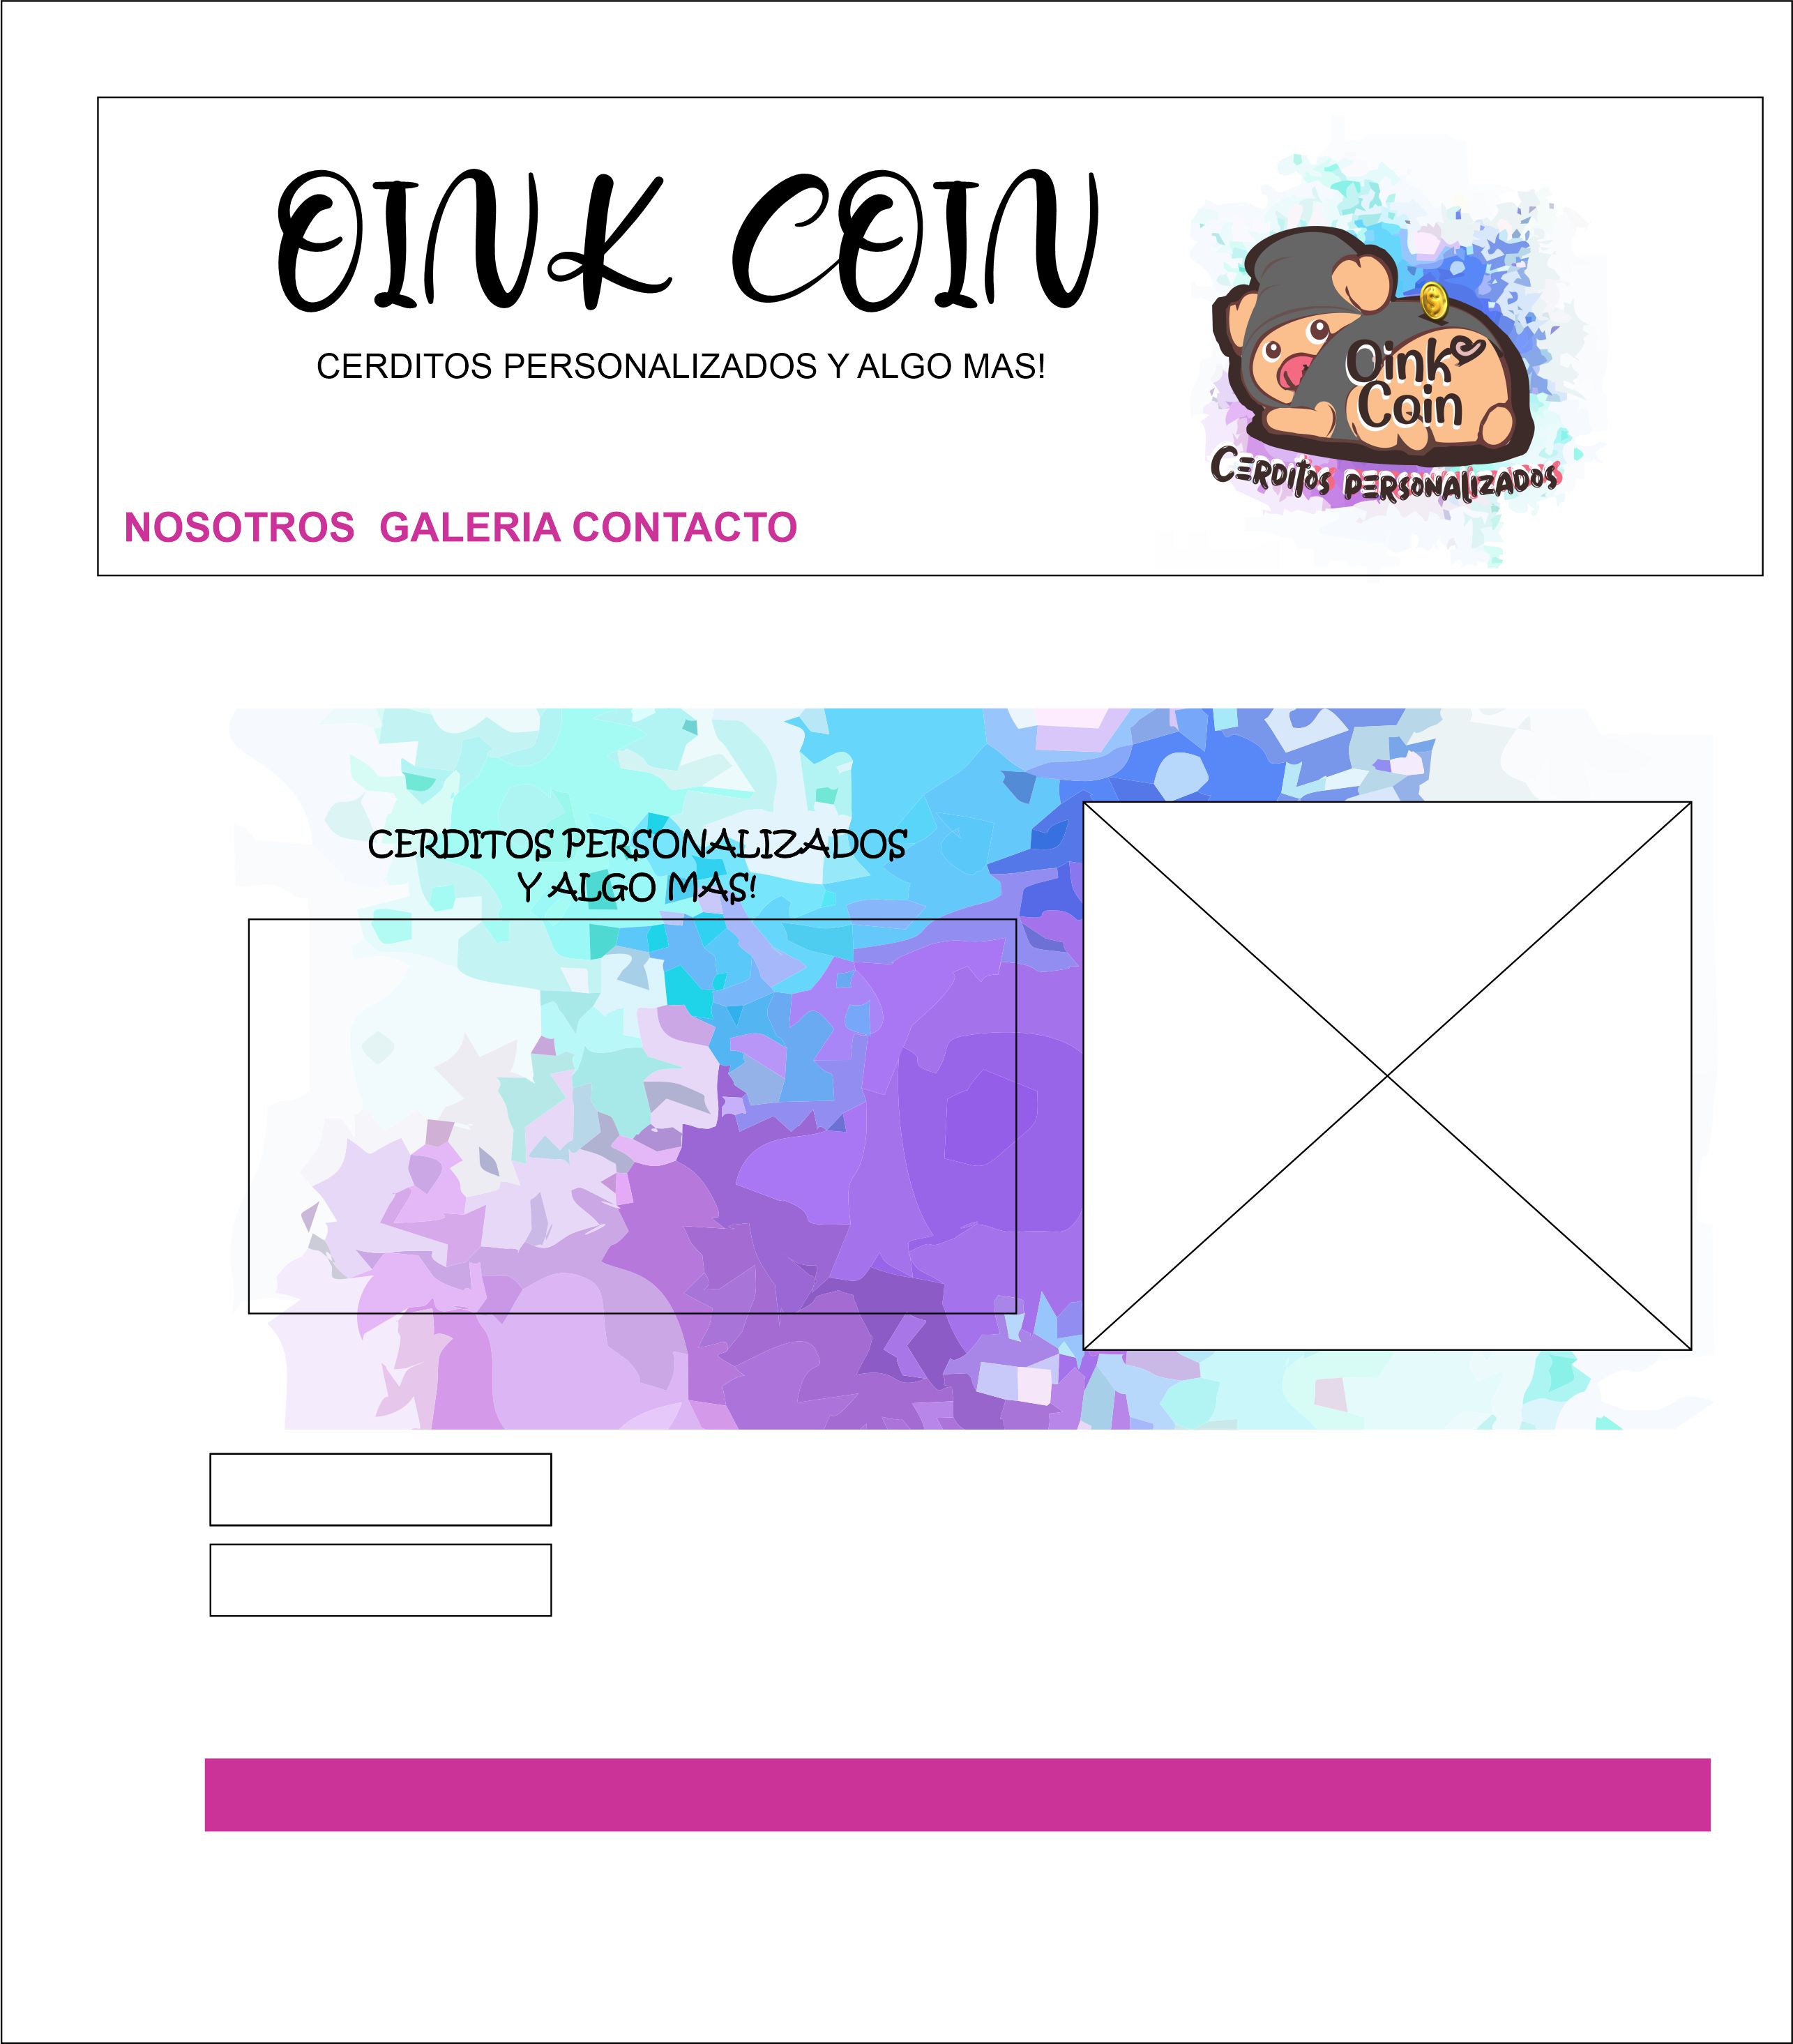 OINK COIN
CERDITOS PERSONALIZADOS Y ALGO MAS!
Oink
Coin
CERDITOS PERSONALIZADOS
NOSOTROS GALERIA CONTACTO
CERDITOS PERSONALIZADOS
Y ALGO MAS!